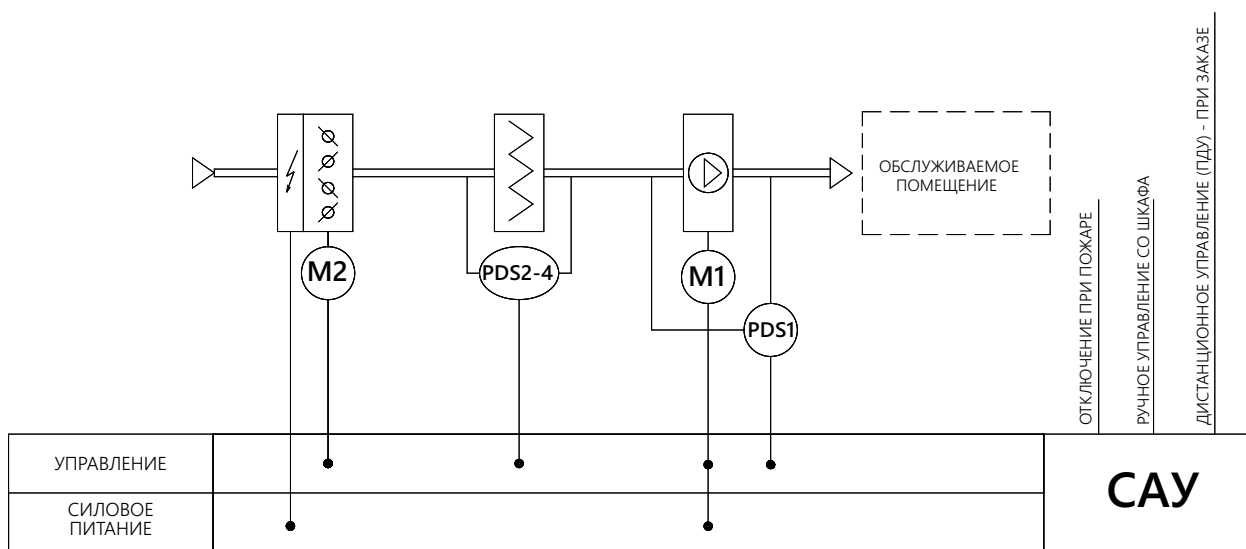 ОБСЛУЖИВАЕМОЕ
ПОМЕЩЕНИЕ
M2
PDS2-4
M1
PDS1
ОТКЛЮЧЕНИЕ ПРИ ПОЖАРЕ
РУЧНОЕ УПРАВЛЕНИЕ СО ШКАФА
ДИСТАНЦИОННОЕ УПРАВЛЕНИЕ (ПДУ) - ПРИ ЗАКАЗЕ
УПРАВЛЕНИЕ
СИЛОВОЕ
ПИТАНИЕ
САУ